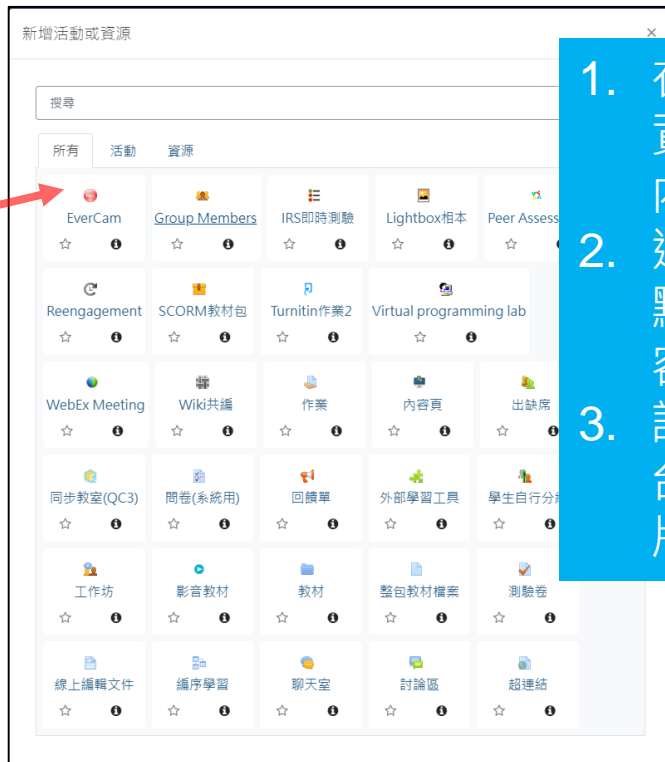 新增活動或資源
×
搜尋
所有 活動 資源
EverCam Group Members IRS即時測驗 Lightbox相本 Peer Assess
Reengagement SCORM教材包 Turnitin作業2 Virtual programming lab
WebEx Meeting Wiki共編 作業 內容頁 出缺席
同步教室(QC3) 問卷(系統用) 回饋單 外部學習工具 學生自行分
工作坊 影音教材 教材 整包教材檔案 測驗卷
線上編輯文件 編序學習 聊天室 討論區 超連結
1.
2.
3.